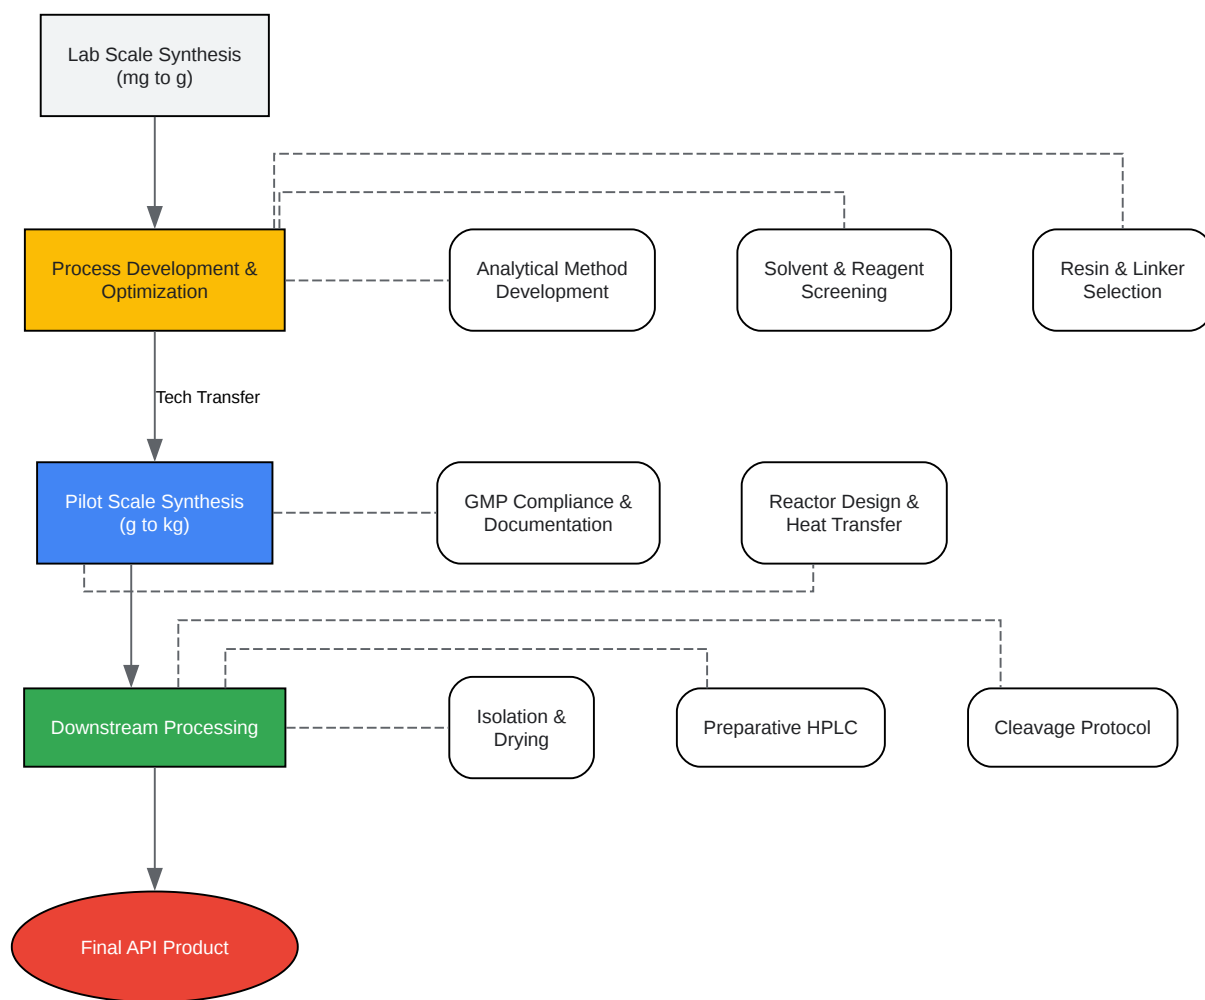 Lab Scale Synthesis
(mg to g)
Process Development &
Optimization
Analytical Method
Development
Solvent & Reagent
Screening
Resin & Linker
Selection
Tech Transfer
Pilot Scale Synthesis
(g to kg)
GMP Compliance &
Documentation
Reactor Design &
Heat Transfer
Downstream Processing
Isolation &
Drying
Preparative HPLC
Cleavage Protocol
Final API Product